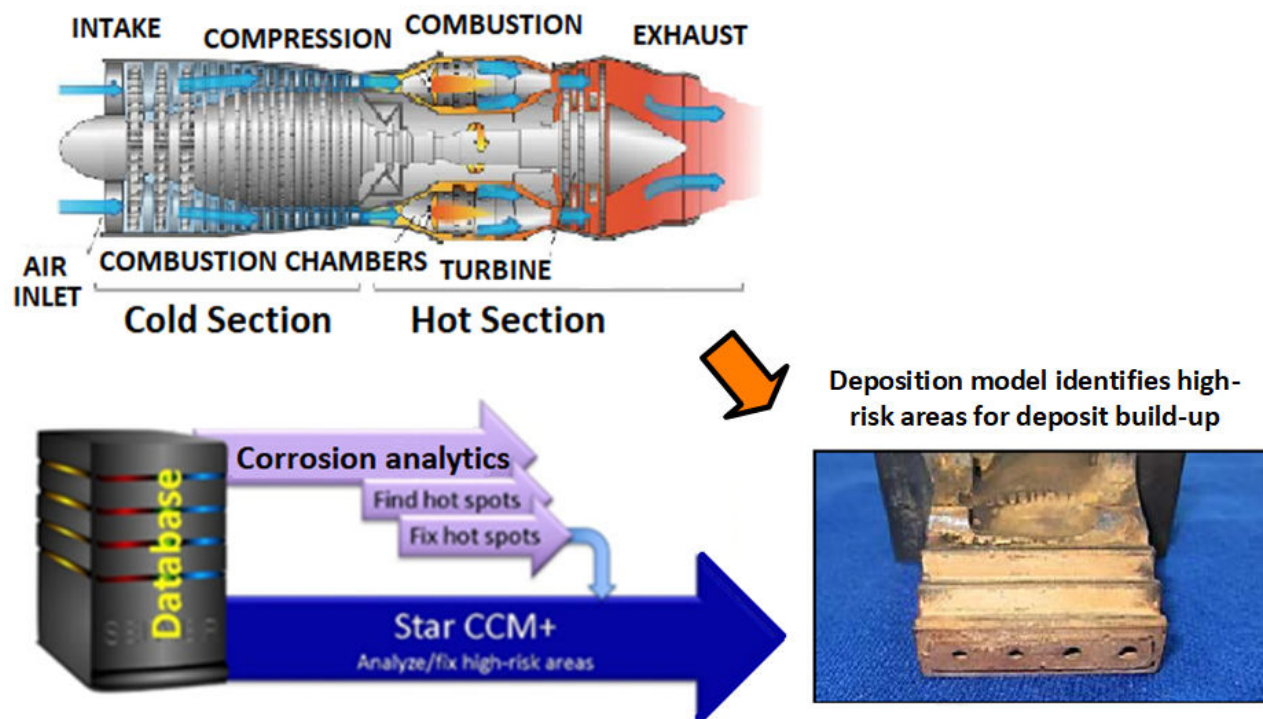 INTAKE
COMPRESSION
COMBUSTION
EXHAUST
AIR
INLET
COMBUSTION CHAMBERS
TURBINE
Cold Section
Hot Section
Deposition model identifies high-
risk areas for deposit build-up
Database
Corrosion analytics
Find hot spots
Fix hot spots
Star CCM+
Analyze/fix high-risk areas